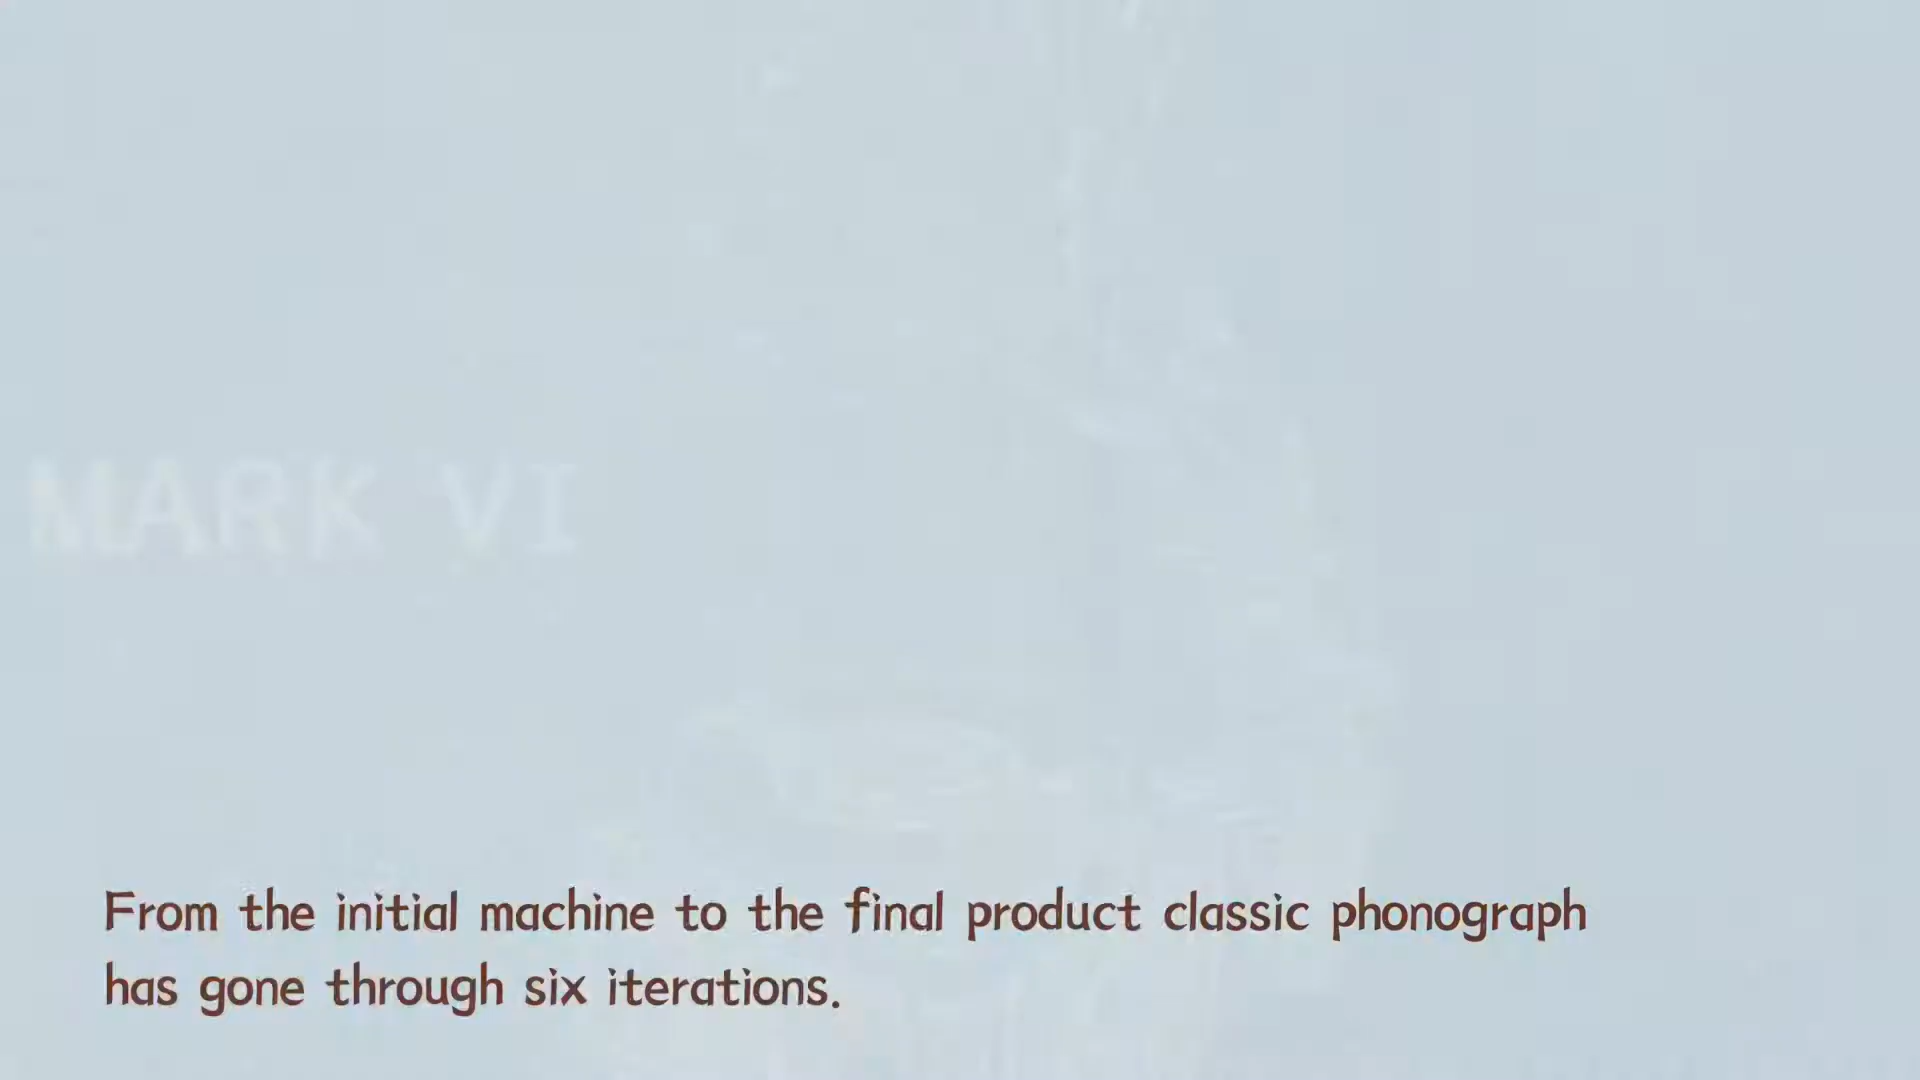 MARK VI
From the initial machine to the final product classic phonograph
has gone through six iterations.